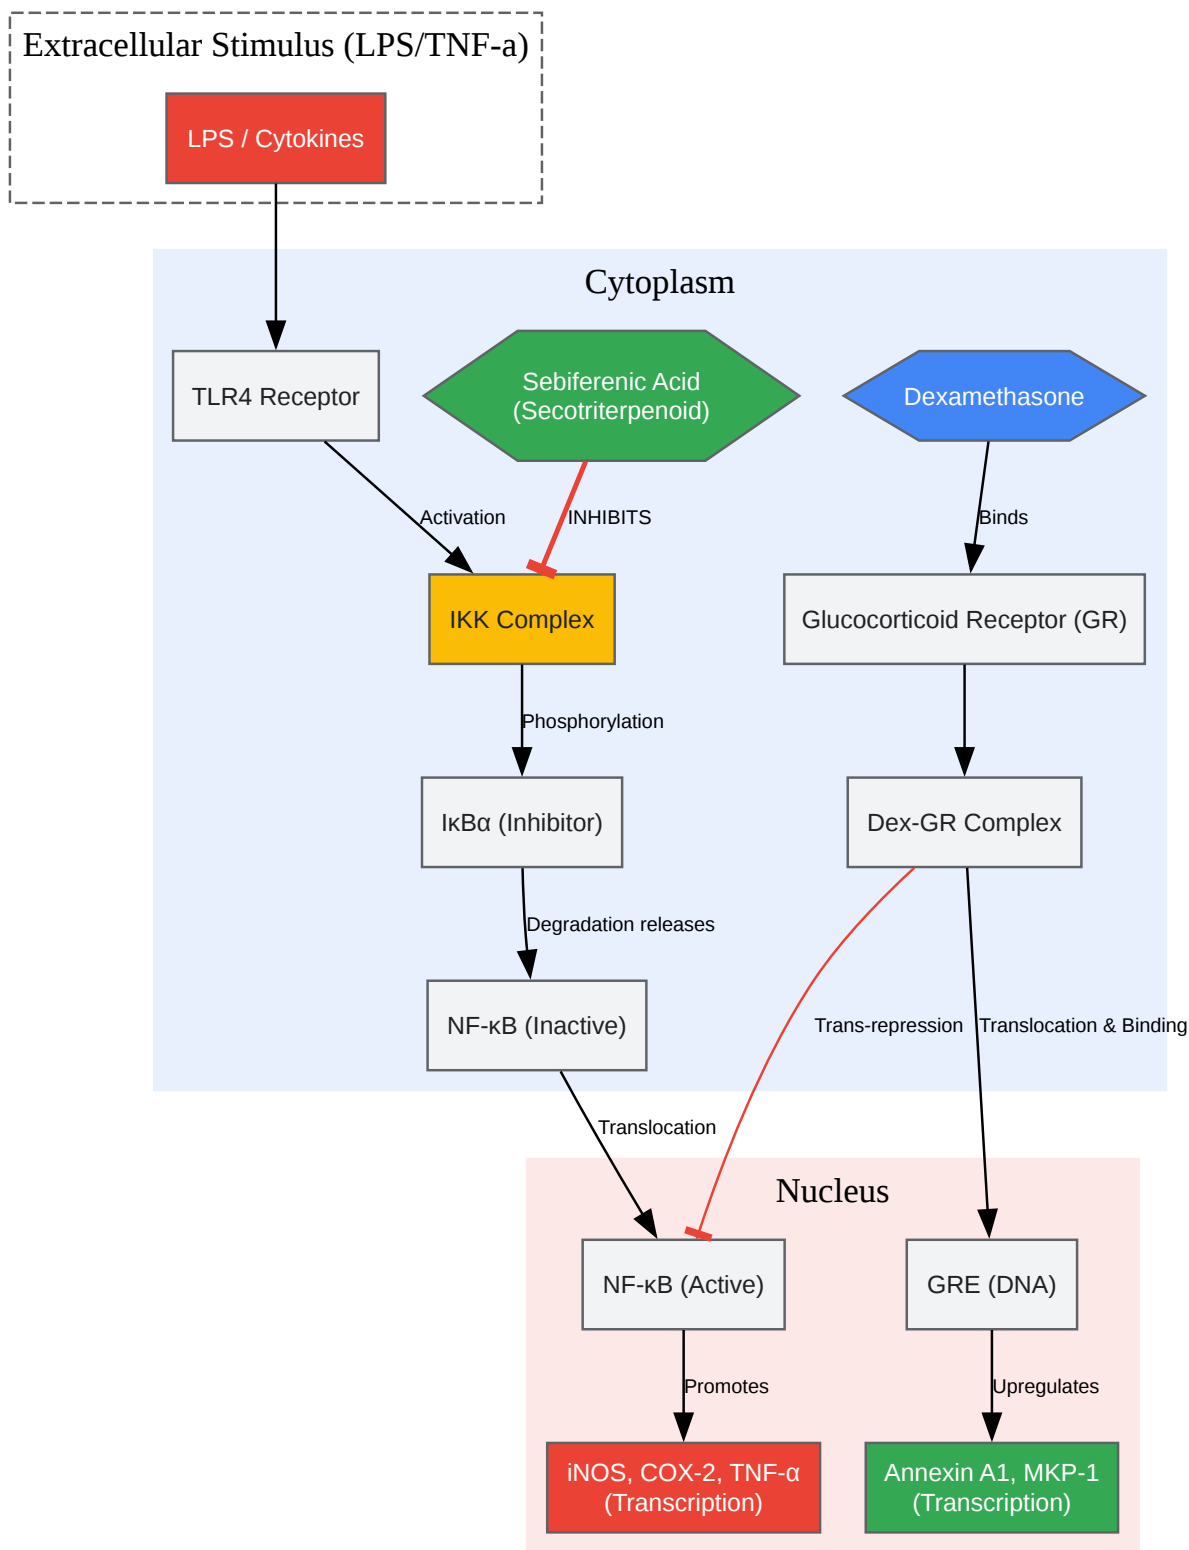 Extracellular Stimulus (LPS/TNF-a)
LPS / Cytokines
Cytoplasm
TLR4 Receptor
Sebiferenic Acid
(Secotriterpenoid)
Dexamethasone
Activation
INHIBITS
Binds
IKK Complex
Glucocorticoid Receptor (GR)
Phosphorylation
IκBα (Inhibitor)
Dex-GR Complex
Degradation releases
NF-κB (Inactive)
Trans-repression
Translocation & Binding
Translocation
Nucleus
NF-κB (Active)
GRE (DNA)
Promotes
Upregulates
iNOS, COX-2, TNF-α
(Transcription)
Annexin A1, MKP-1
(Transcription)